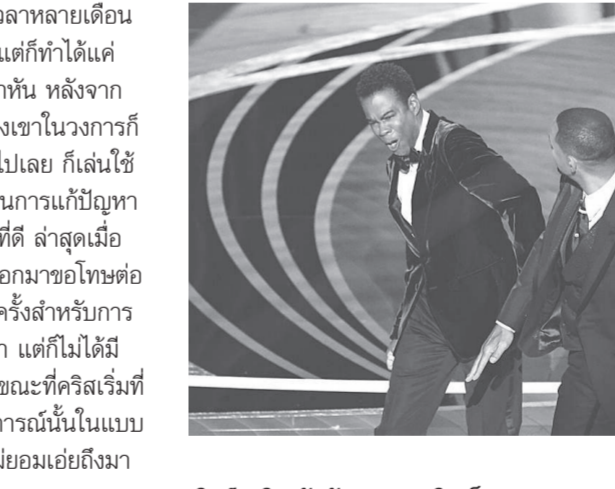 วลาหลายเดือน
แต่ก็ทำได้แค่
าหัน หลังจาก
งเขาในวงการก็
ไปเลย ก็เล่นใช้
นการแก้ปัญหา
ที่ดี ล่าสุดเมื่อ
อกมาขอโทษต่อ
ครั้งสำหรับการ
า แต่ก็ไม่ได้มี
ขณะที่คริสเริ่มที่
ารณ์นั้นในแบบ
ม่ยอมเอ่ยถึงมา